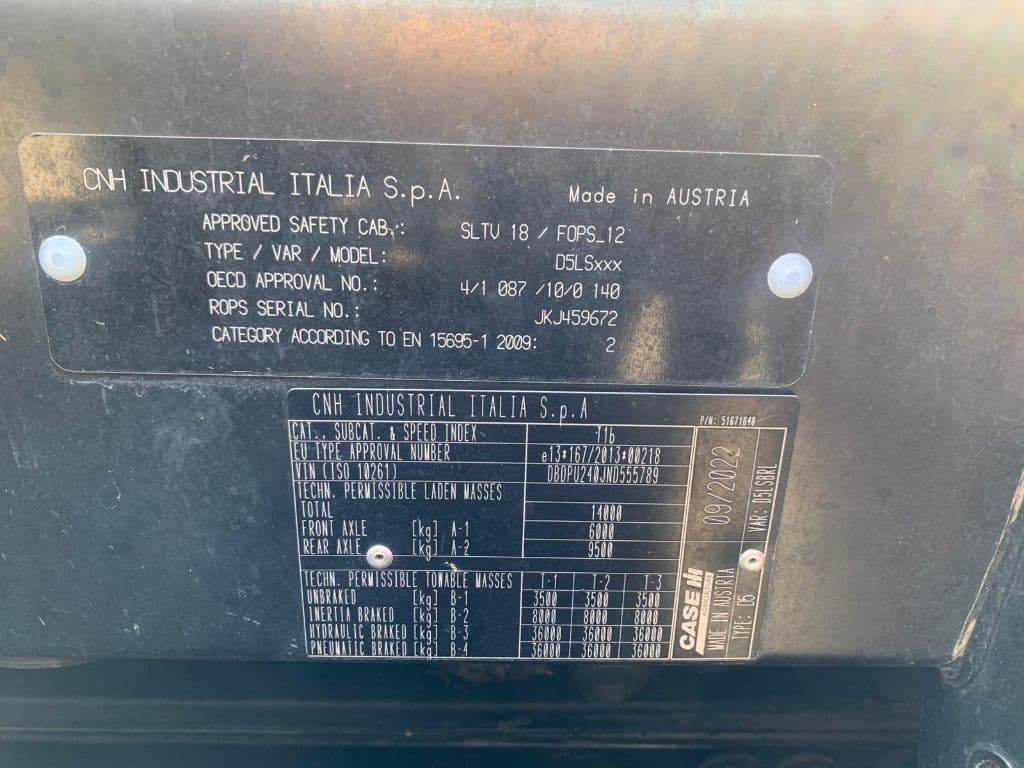 CNH INDUSTRIAL ITALIA S.p.A. Made in AUSTRIA
APPROVED SAFETY CAB.: SLTV 18 / FOPS_12
TYPE / VAR / MODEL: D5LSxxx
OECD APPROVAL NO.: 4/1 087 /10/0 140
ROPS SERIAL NO.: JKJ459672
CATEGORY ACCORDING TO EN 15695-1 2009: 2
CNH INDUSTRIAL ITALIA S.p.A
P/N: 51671648
CAT., SUBCAT. & SPEED INDEX T1b
EU TYPE APPROVAL NUMBER e13*167/2013*00218
VIN (ISO 10261) DBDPU240JND555789
TECHN. PERMISSIBLE LADEN MASSES
TOTAL 14000
FRONT AXLE [kg] A-1 6000
REAR AXLE [kg] A-2 9500
TECHN. PERMISSIBLE TOWABLE MASSES T-1 T-2 T-3
UNBRAKED [kg] B-1 3500 3500 3500
INERTIA BRAKED [kg] B-2 8000 8000 8000
HYDRAULIC BRAKED [kg] B-3 36000 36000 36000
PNEUMATIC BRAKED [kg] B-4 36000 36000 36000
CASE IH
MADE IN AUSTRIA 09/2022
TYPE: D5 VAR: D5LSBRL